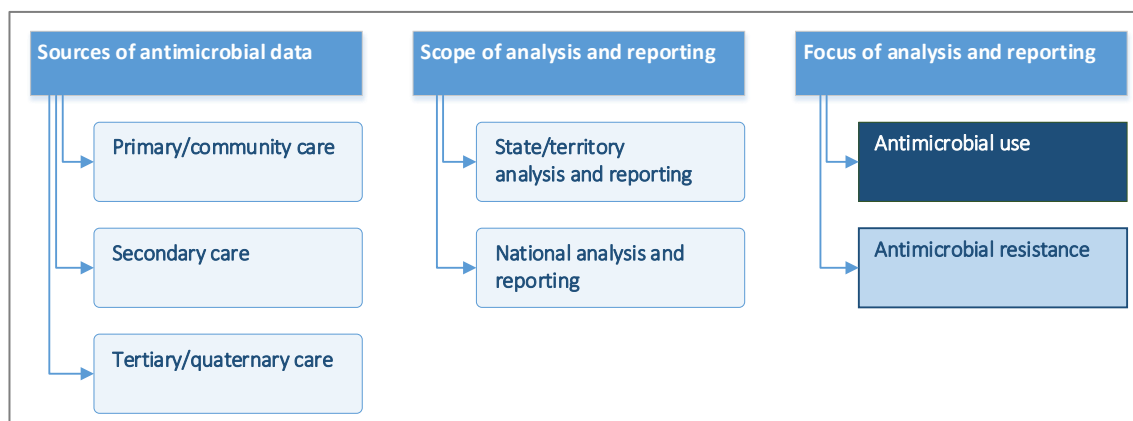 Sources of antimicrobial data
Primary/community care
Secondary care
Tertiary/quaternary care
Scope of analysis and reporting
State/territory
analysis and reporting
National analysis and
reporting
Focus of analysis and reporting
Antimicrobial use
Antimicrobial resistance